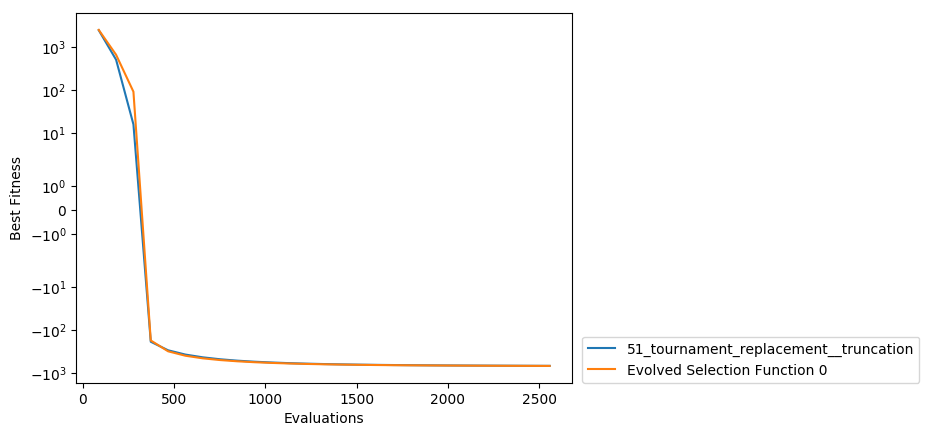 10³
10²
10¹
10⁰
0
−10⁰
−10¹
−10²
−10³
Best Fitness
0 500 1000 1500 2000 2500
Evaluations
51_tournament_replacement__truncation
Evolved Selection Function 0